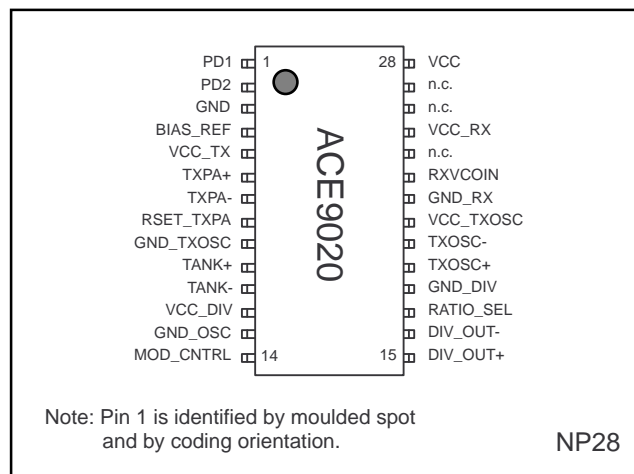 PD1 1 28 VCC
PD2 n.c.
GND n.c.
BIAS_REF VCC_RX
VCC_TX n.c.
TXPA+ RXVCOIN
TXPA- GND_RX
RSET_TXPA VCC_TXOSC
GND_TXOSC TXOSC-
TANK+ TXOSC+
TANK- GND_DIV
VCC_DIV RATIO_SEL
GND_OSC DIV_OUT-
MOD_CNTRL 14 15 DIV_OUT+
ACE9020
Note: Pin 1 is identified by moulded spot
and by coding orientation.
NP28